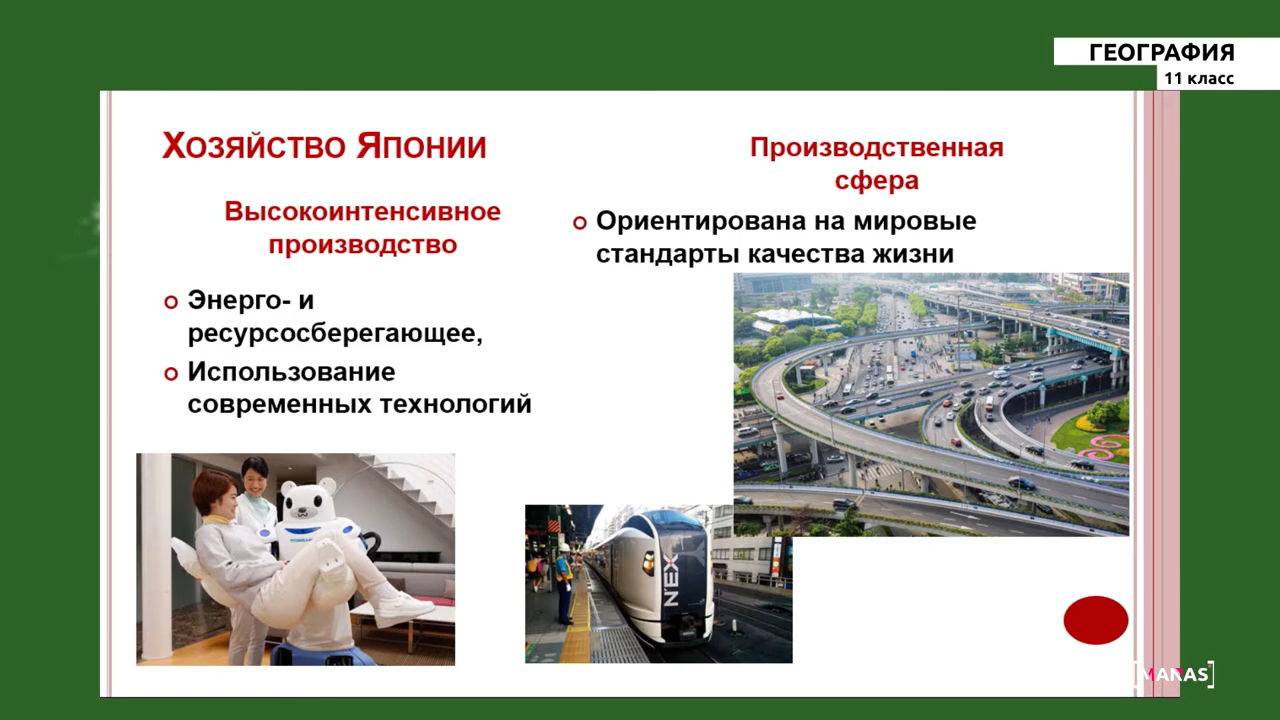 ГЕОГРАФИЯ
11 класс
Хозяйство Японии
Высокоинтенсивное
производство
Энерго- и
ресурсосберегающее,
Использование
современных технологий
Производственная
сфера
Ориентирована на мировые
стандарты качества жизни
N'EX
MANAS